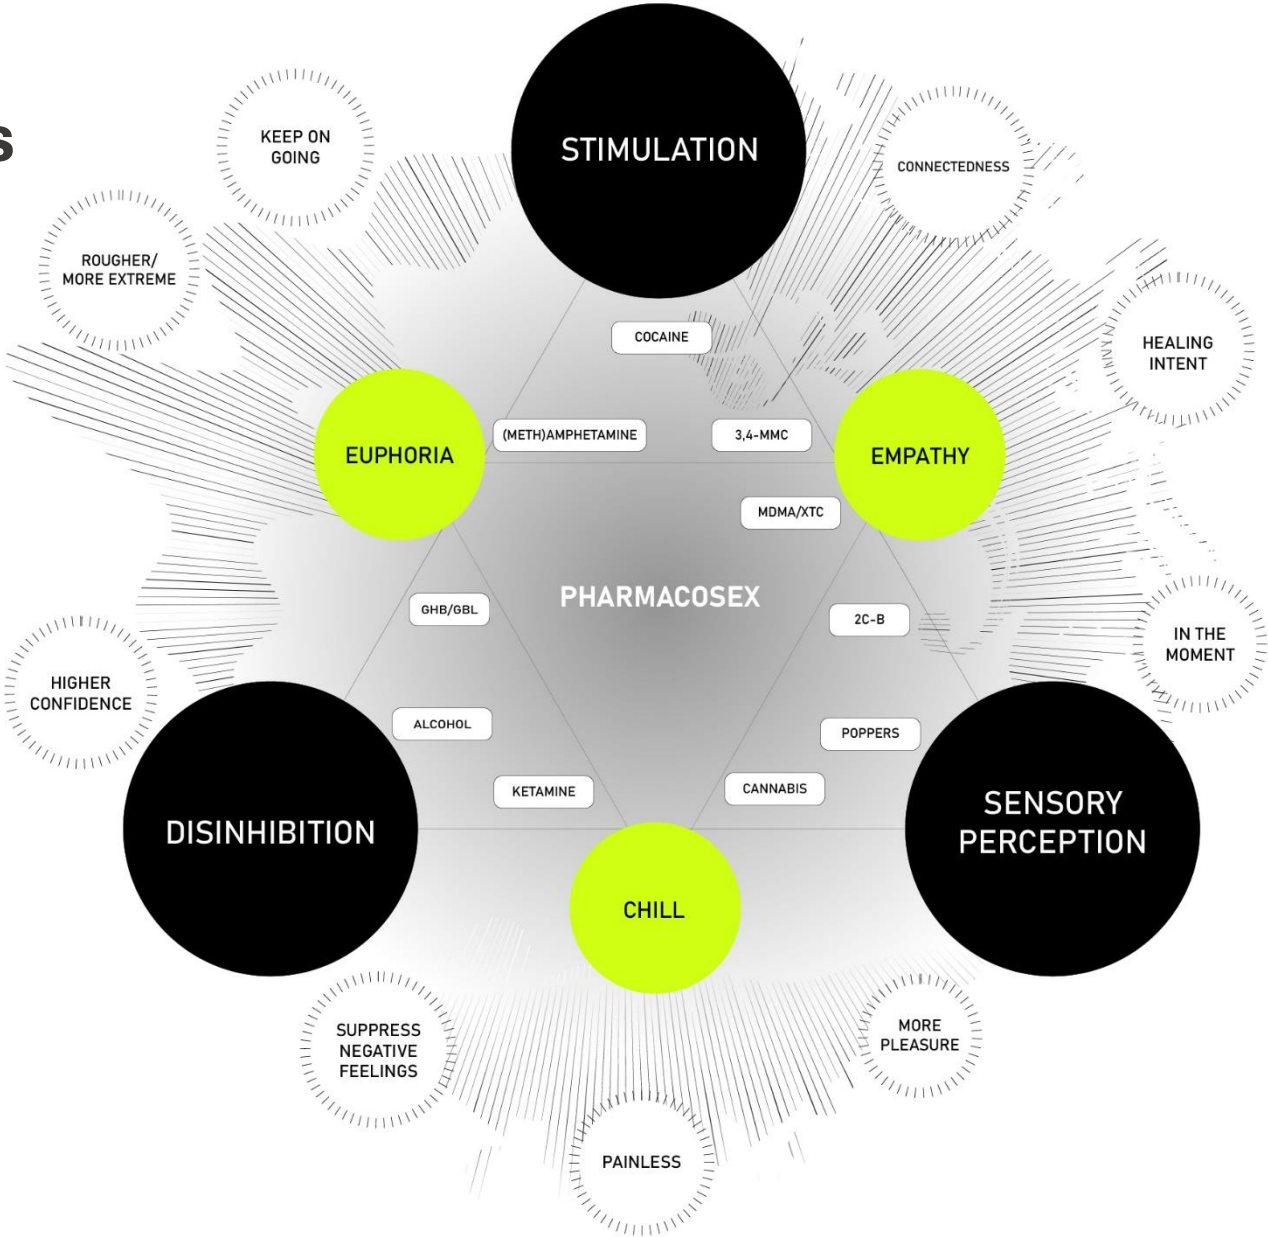 s
STIMULATION
KEEP ON
GOING
CONNECTEDNESS
ROUGHER/
MORE EXTREME
HEALING
INTENT
COCAINE
(METH)AMPHETAMINE
3,4-MMC
EUPHORIA
EMPATHY
MDMA/XTC
PHARMACOSEX
GHB/GBL
2C-B
IN THE
MOMENT
HIGHER
CONFIDENCE
ALCOHOL
POPPERS
KETAMINE
CANNABIS
DISINHIBITION
SENSORY
PERCEPTION
CHILL
SUPPRESS
NEGATIVE
FEELINGS
MORE
PLEASURE
PAINLESS